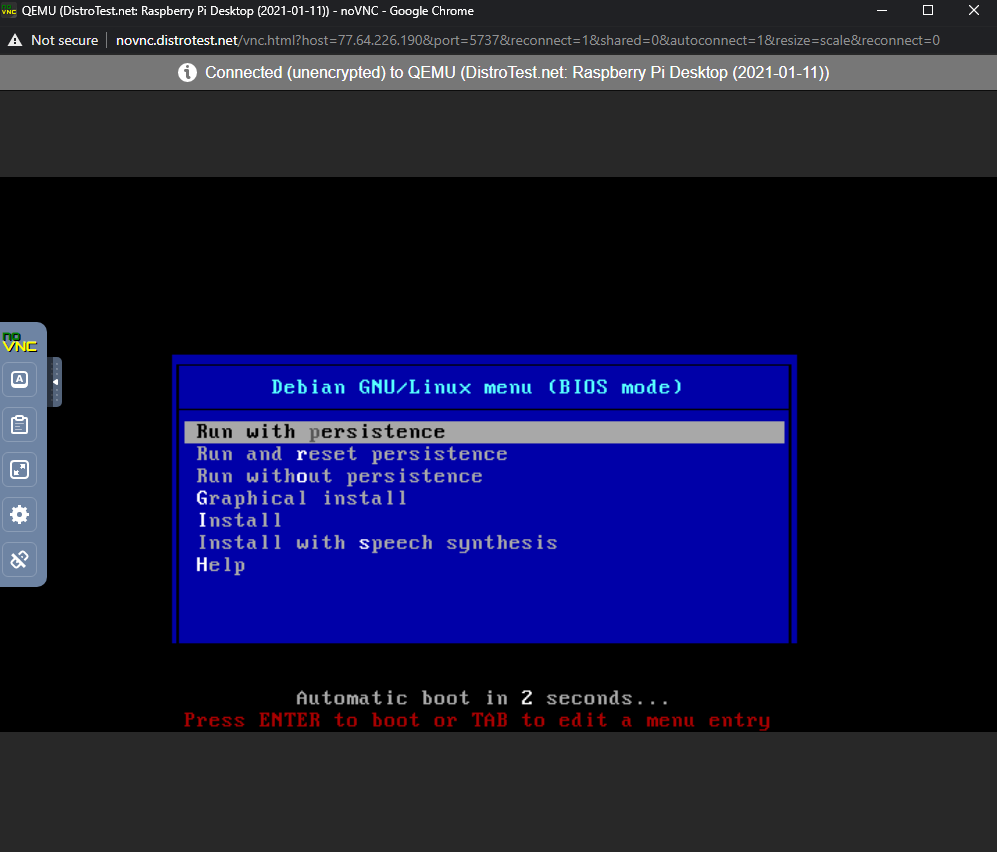 QEMU (DistroTest.net: Raspberry Pi Desktop (2021-01-11)) - noVNC - Google Chrome
Not secure novnc.distrotest.net/vnc.html?host=77.64.226.190&port=5737&reconnect=1&shared=0&autoconnect=1&resize=scale&reconnect=0
Connected (unencrypted) to QEMU (DistroTest.net: Raspberry Pi Desktop (2021-01-11))
no
VNC
A
Debian GNU/Linux menu (BIOS mode)
Run with persistence
Run and reset persistence
Run without persistence
Graphical install
Install
Install with speech synthesis
Help
Automatic boot in 2 seconds...
Press ENTER to boot or TAB to edit a menu entry